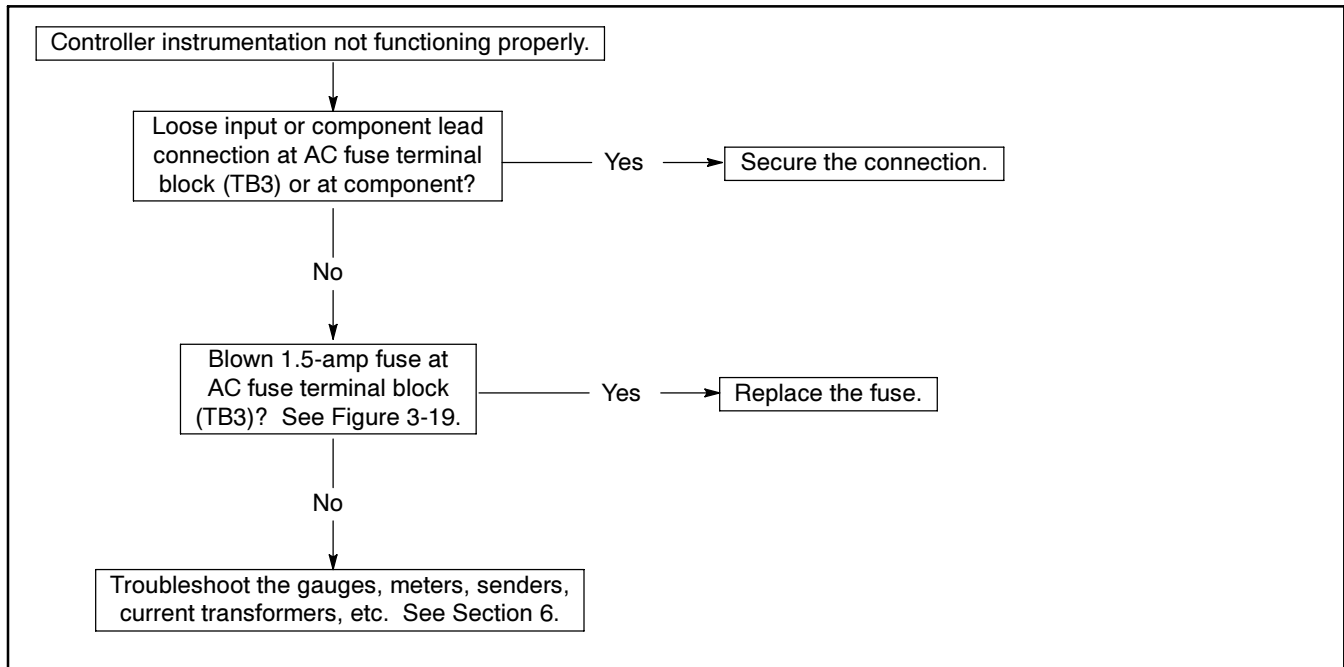 Controller instrumentation not functioning properly.
Loose input or component lead
connection at AC fuse terminal
block (TB3) or at component?
Yes
Secure the connection.
No
Blown 1.5-amp fuse at
AC fuse terminal block
(TB3)? See Figure 3-19.
Yes
Replace the fuse.
No
Troubleshoot the gauges, meters, senders,
current transformers, etc. See Section 6.